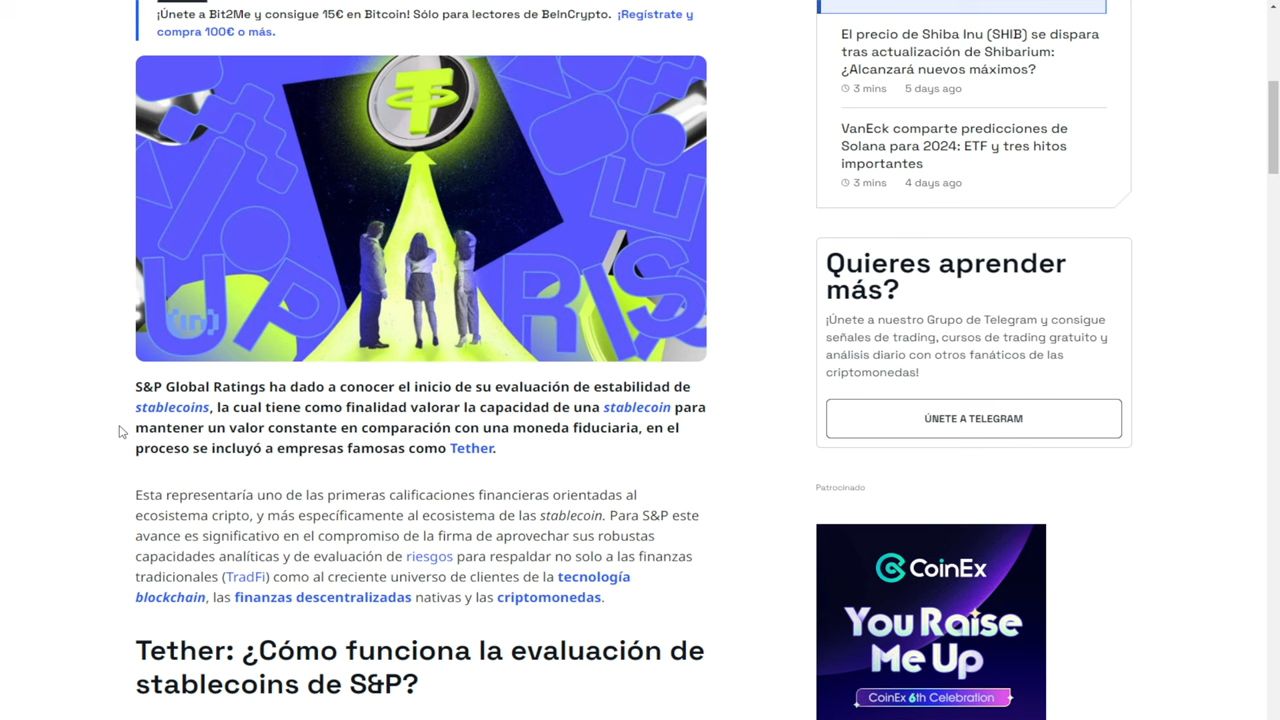 ¡Únete a Bit2Me y consigue 15€ en Bitcoin! Sólo para lectores de BeInCrypto. ¡Regístrate y
compra 100€ o más.
UP RISE
S&P Global Ratings ha dado a conocer el inicio de su evaluación de estabilidad de
stablecoins, la cual tiene como finalidad valorar la capacidad de una stablecoin para
mantener un valor constante en comparación con una moneda fiduciaria, en el
proceso se incluyó a empresas famosas como Tether.
Esta representaría uno de las primeras calificaciones financieras orientadas al
ecosistema cripto, y más específicamente al ecosistema de las stablecoin. Para S&P este
avance es significativo en el compromiso de la firma de aprovechar sus robustas
capacidades analíticas y de evaluación de riesgos para respaldar no solo a las finanzas
tradicionales (TradFi) como al creciente universo de clientes de la tecnología
blockchain, las finanzas descentralizadas nativas y las criptomonedas.
Tether: ¿Cómo funciona la evaluación de
stablecoins de S&P?
El precio de Shiba Inu (SHIB) se dispara
tras actualización de Shibarium:
¿Alcanzará nuevos máximos?
3 mins 5 days ago
VanEck comparte predicciones de
Solana para 2024: ETF y tres hitos
importantes
3 mins 4 days ago
Quieres aprender
más?
¡Únete a nuestro Grupo de Telegram y consigue
señales de trading, cursos de trading gratuito y
análisis diario con otros fanáticos de las
criptomonedas!
ÚNETE A TELEGRAM
Patrocinado
CoinEx
You Raise
Me Up
CoinEx 6th Celebration